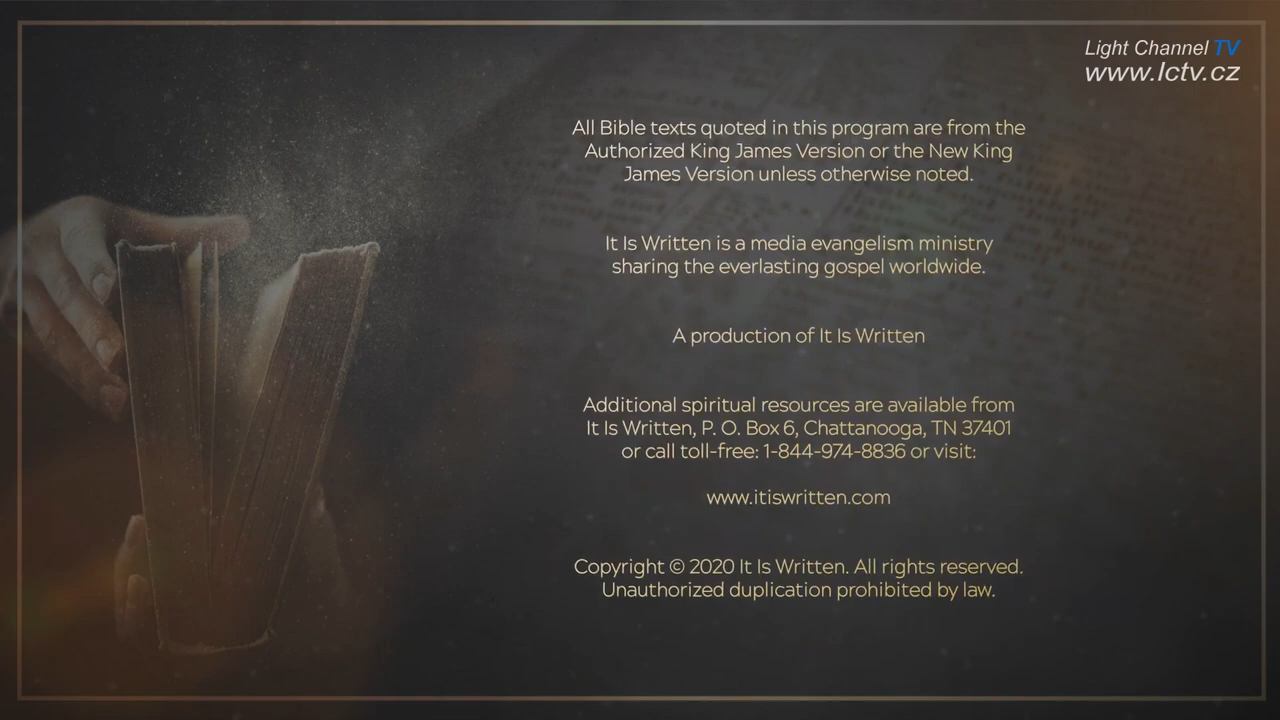 Light Channel TV
www.lctv.cz
All Bible texts quoted in this program are from the
Authorized King James Version or the New King
James Version unless otherwise noted.
It Is Written is a media evangelism ministry
sharing the everlasting gospel worldwide.
A production of It Is Written
Additional spiritual resources are available from
It Is Written, P. O. Box 6, Chattanooga, TN 37401
or call toll-free: 1-844-974-8836 or visit:
www.itiswritten.com
Copyright © 2020 It Is Written. All rights reserved.
Unauthorized duplication prohibited by law.